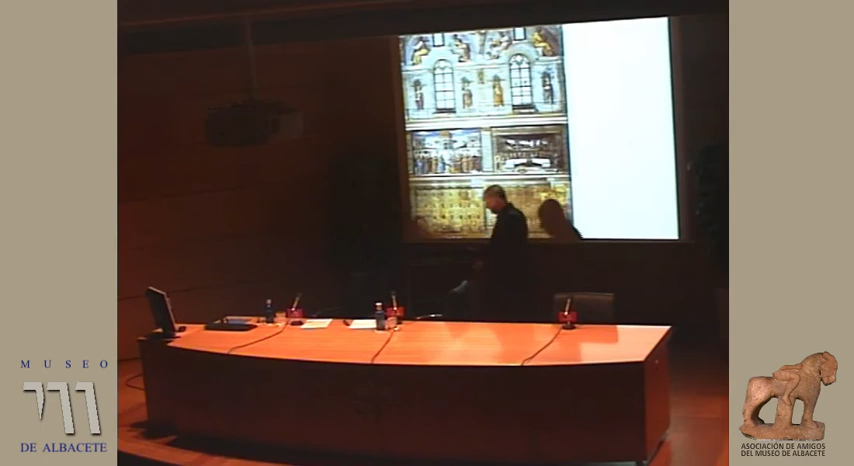 MUSEO
DE ALBACETE
ASOCIACIÓN DE AMIGOS
DEL MUSEO DE ALBACETE